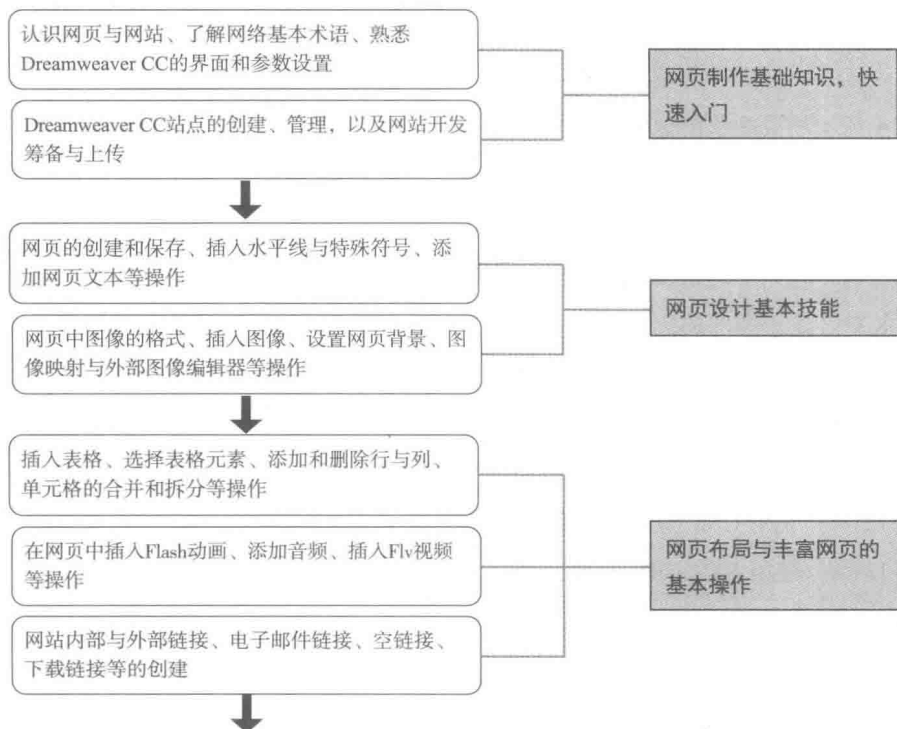 认识网页与网站、了解网络基本术语、熟悉
Dreamweaver CC的界面和参数设置
网页制作基础知识，快
速入门
Dreamweaver CC站点的创建、管理，以及网站开发
筹备与上传
网页的创建和保存、插入水平线与特殊符号、添
加网页文本等操作
网页设计基本技能
网页中图像的格式、插入图像、设置网页背景、图
像映射与外部图像编辑器等操作
插入表格、选择表格元素、添加和删除行与列、
单元格的合并和拆分等操作
在网页中插入Flash动画、添加音频、插入Flv视频
等操作
网页布局与丰富网页的
基本操作
网站内部与外部链接、电子邮件链接、空链接、
下载链接等的创建